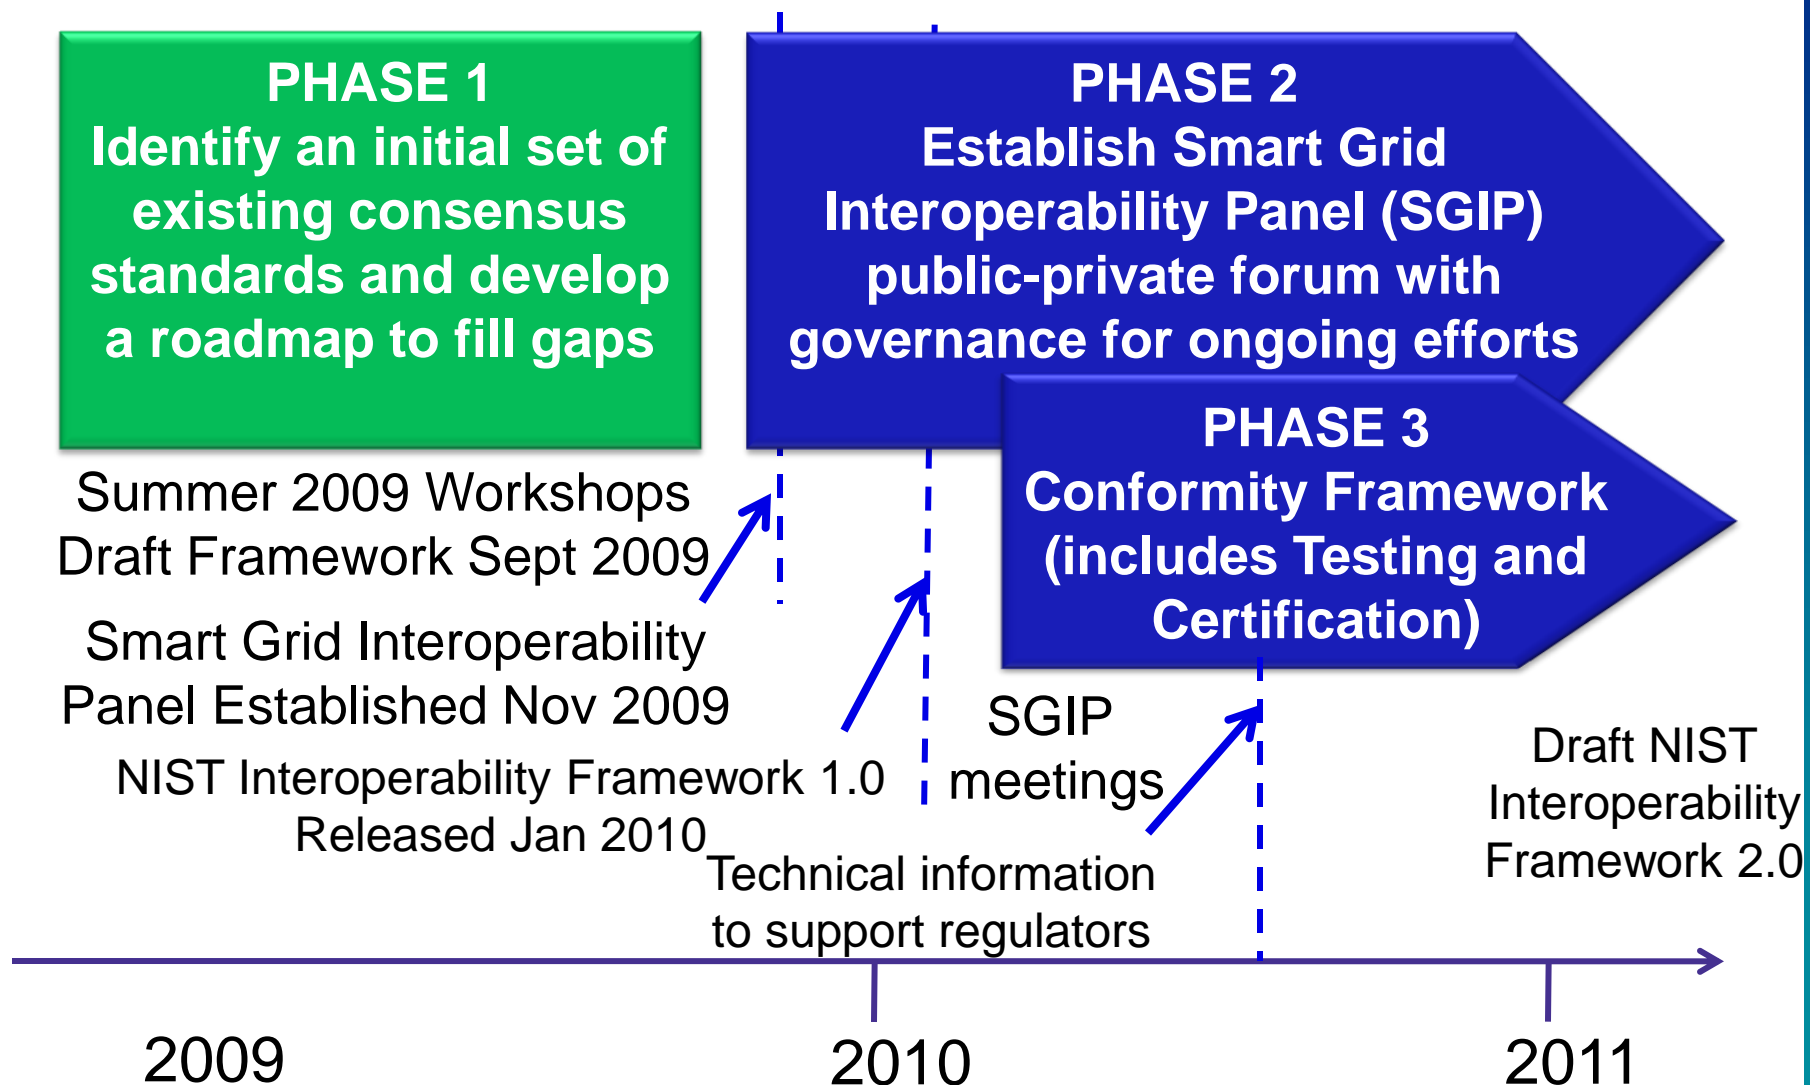 PHASE 1
Identify an initial set of
existing consensus
standards and develop
a roadmap to fill gaps
PHASE 2
Establish Smart Grid
Interoperability Panel (SGIP)
public-private forum with
governance for ongoing efforts
PHASE 3
Conformity Framework
(includes Testing and
Certification)
Summer 2009 Workshops
Draft Framework Sept 2009
Smart Grid Interoperability
Panel Established Nov 2009
NIST Interoperability Framework 1.0
Released Jan 2010
SGIP
meetings
Technical information
to support regulators
Draft NIST
Interoperability
Framework 2.0
2009
2010
2011